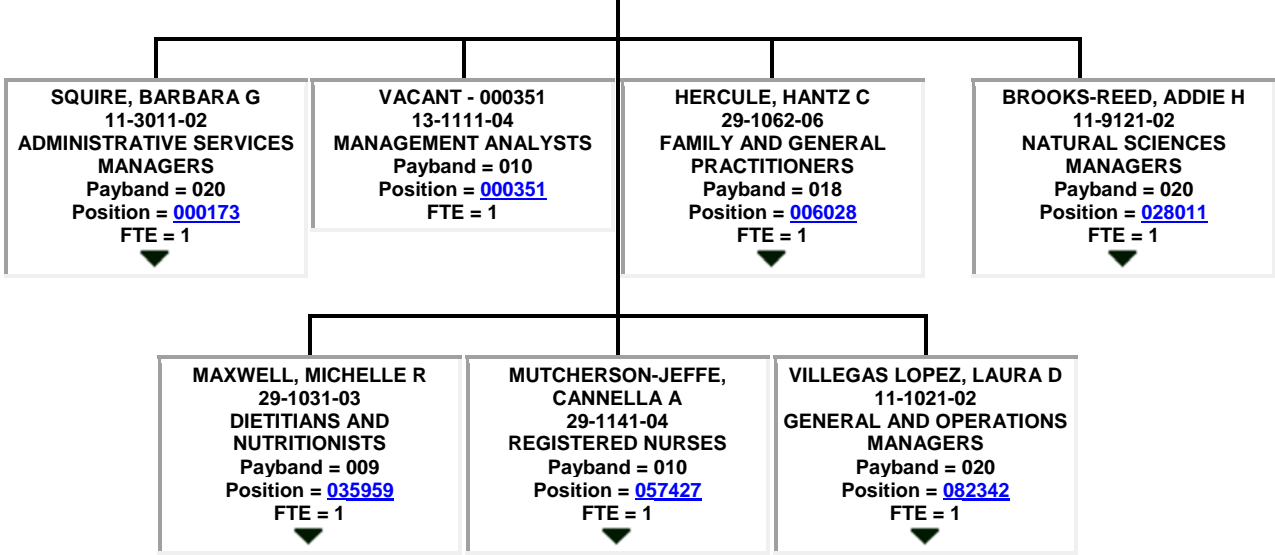 SQUIRE, BARBARA G
11-3011-02
ADMINISTRATIVE SERVICES
MANAGERS
Payband = 020
Position = 000173
FTE = 1
VACANT - 000351
13-1111-04
MANAGEMENT ANALYSTS
Payband = 010
Position = 000351
FTE = 1
HERCULE, HANTZ C
29-1062-06
FAMILY AND GENERAL
PRACTITIONERS
Payband = 018
Position = 006028
FTE = 1
BROOKS-REED, ADDIE H
11-9121-02
NATURAL SCIENCES
MANAGERS
Payband = 020
Position = 028011
FTE = 1
MAXWELL, MICHELLE R
29-1031-03
DIETITIANS AND
NUTRITIONISTS
Payband = 009
Position = 035959
FTE = 1
MUTCHERSON-JEFFE,
CANNELLA A
29-1141-04
REGISTERED NURSES
Payband = 010
Position = 057427
FTE = 1
VILLEGAS LOPEZ, LAURA D
11-1021-02
GENERAL AND OPERATIONS
MANAGERS
Payband = 020
Position = 082342
FTE = 1